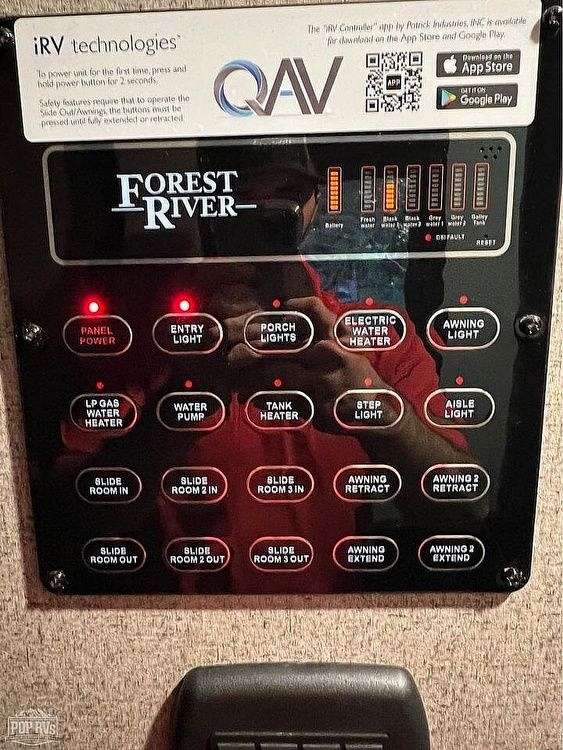 iRV technologies™
The "iRV Controller" app by Patrick Industries, INC is available
for download on the App Store and Google Play.
To power unit for the first time, press and
hold power button for 2 seconds.
Safety features require that to operate the
Slide Out/Awnings, the buttons must be
pressed until fully extended or retracted.
QAV
APP
Download on the
App Store
GET IT ON
Google Play
FOREST
RIVER
Battery
Fresh water
Black water 1
Black water 2
Grey water 1
Grey water 2
Galley Tank
RESET
PANEL POWER
ENTRY LIGHT
PORCH LIGHTS
ELECTRIC WATER HEATER
AWNING LIGHT
LP GAS WATER HEATER
WATER PUMP
TANK HEATER
STEP LIGHT
AISLE LIGHT
SLIDE ROOM IN
SLIDE ROOM 2 IN
SLIDE ROOM 3 IN
AWNING RETRACT
AWNING 2 RETRACT
SLIDE ROOM OUT
SLIDE ROOM 2 OUT
SLIDE ROOM 3 OUT
AWNING EXTEND
AWNING 2 EXTEND
POP RVs